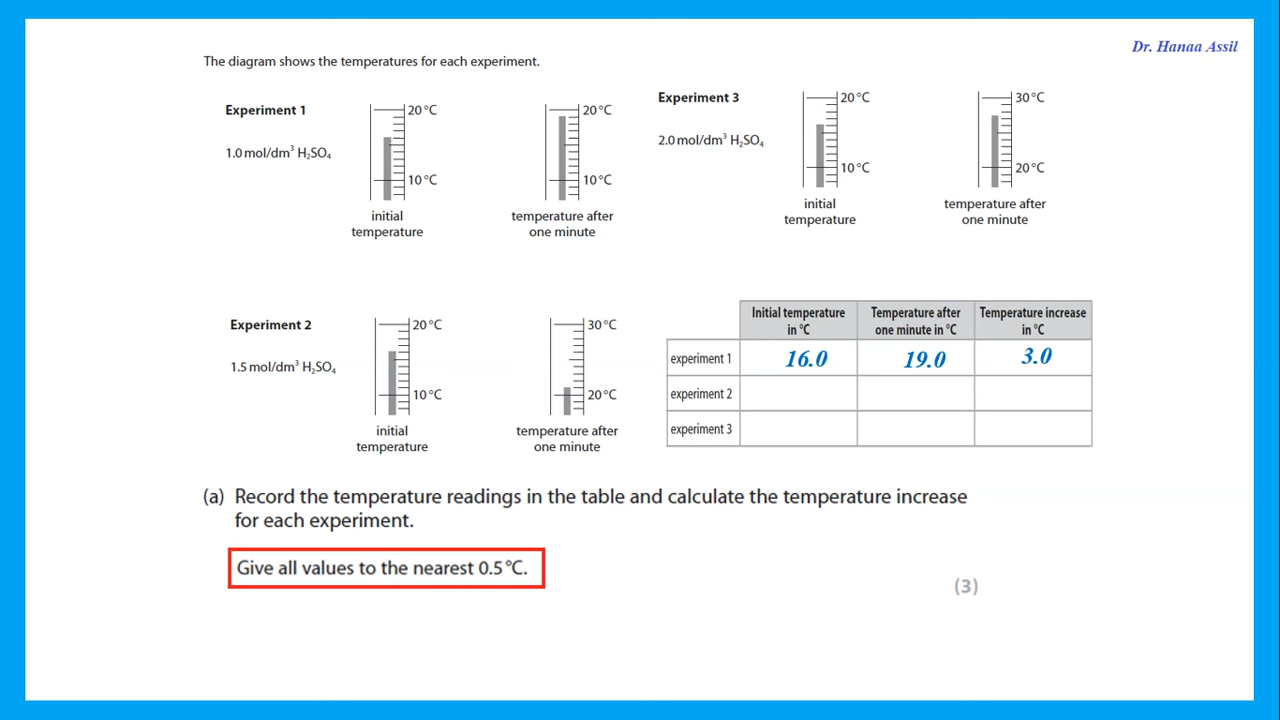 Dr. Hanaa Assil
The diagram shows the temperatures for each experiment.
Experiment 1
1.0 mol/dm³ H₂SO₄
20 °C
10 °C
initial
temperature
20 °C
10 °C
temperature after
one minute
Experiment 3
2.0 mol/dm³ H₂SO₄
20 °C
10 °C
initial
temperature
30 °C
20 °C
temperature after
one minute
Experiment 2
1.5 mol/dm³ H₂SO₄
20 °C
10 °C
initial
temperature
30 °C
20 °C
temperature after
one minute
Initial temperature
in °C
Temperature after
one minute in °C
Temperature increase
in °C
experiment 1 16.0 19.0 3.0
experiment 2
experiment 3
(a) Record the temperature readings in the table and calculate the temperature increase
for each experiment.
Give all values to the nearest 0.5 °C.
(3)